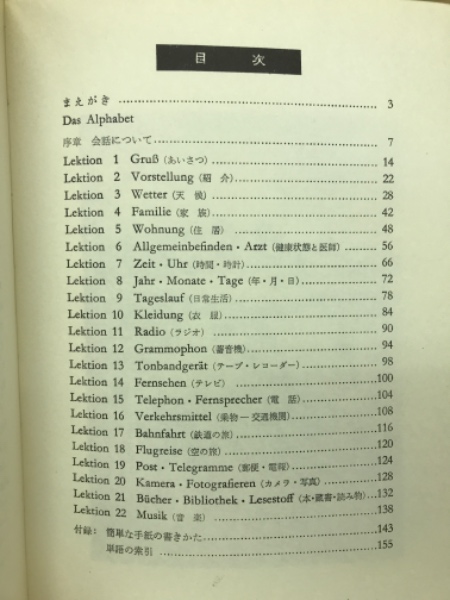 目 次
まえがき 3
Das Alphabet
序章 会話について 7
Lektion 1 Gruß (あいさつ) 14
Lektion 2 Vorstellung (紹 介) 22
Lektion 3 Wetter (天 候) 28
Lektion 4 Familie (家 族) 42
Lektion 5 Wohnung (住 居) 48
Lektion 6 Allgemeinbefinden・Arzt (健康状態と医師) 56
Lektion 7 Zeit・Uhr (時間・時計) 66
Lektion 8 Jahr・Monate・Tage (年・月・日) 72
Lektion 9 Tageslauf (日常生活) 78
Lektion 10 Kleidung (衣 服) 84
Lektion 11 Radio (ラジオ) 90
Lektion 12 Grammophon (蓄音機) 94
Lektion 13 Tonbandgerät (テープ・レコーダー) 98
Lektion 14 Fernsehen (テレビ) 100
Lektion 15 Telephon・Fernsprecher (電 話) 104
Lektion 16 Verkehrsmittel (乗物—交通機関) 108
Lektion 17 Bahnfahrt (鉄道の旅) 116
Lektion 18 Flugreise (空の旅) 120
Lektion 19 Post・Telegramme (郵便・電報) 124
Lektion 20 Kamera・Fotografieren (カメラ・写真) 128
Lektion 21 Bücher・Bibliothek・Lesestoff (本・蔵書・読み物) 132
Lektion 22 Musik (音 楽) 138
付録: 簡単な手紙の書きかた 143
単語の索引 155